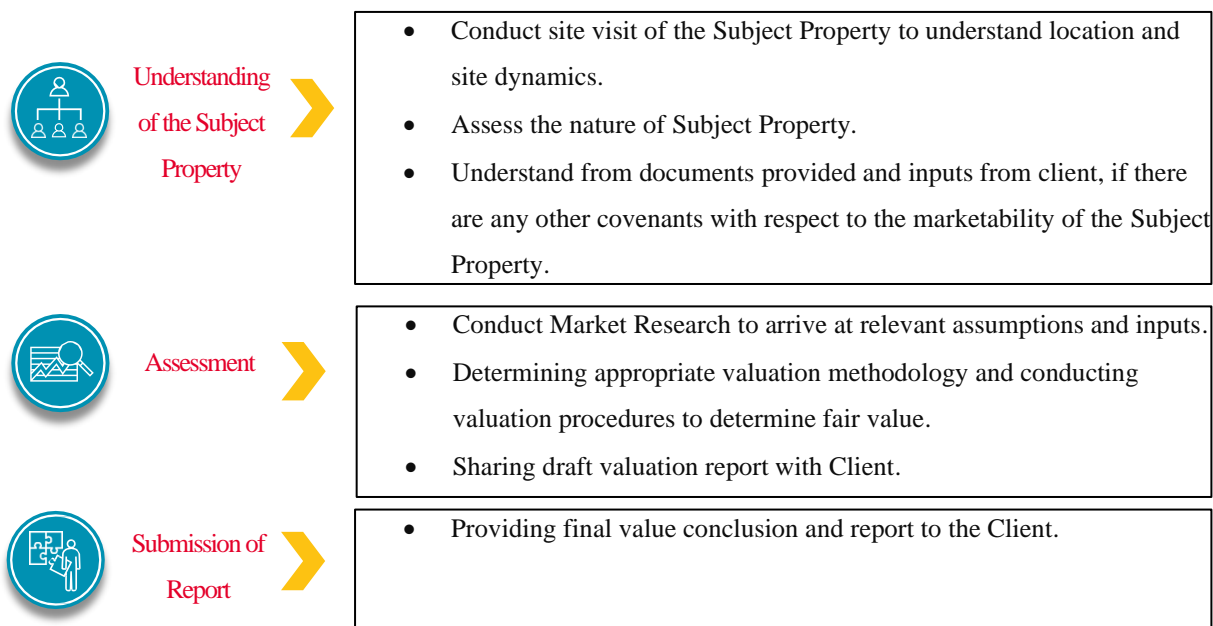 Understanding
of the Subject
Property
• Conduct site visit of the Subject Property to understand location and
site dynamics.
• Assess the nature of Subject Property.
• Understand from documents provided and inputs from client, if there
are any other covenants with respect to the marketability of the Subject
Property.
Assessment
• Conduct Market Research to arrive at relevant assumptions and inputs.
• Determining appropriate valuation methodology and conducting
valuation procedures to determine fair value.
• Sharing draft valuation report with Client.
Submission of
Report
• Providing final value conclusion and report to the Client.